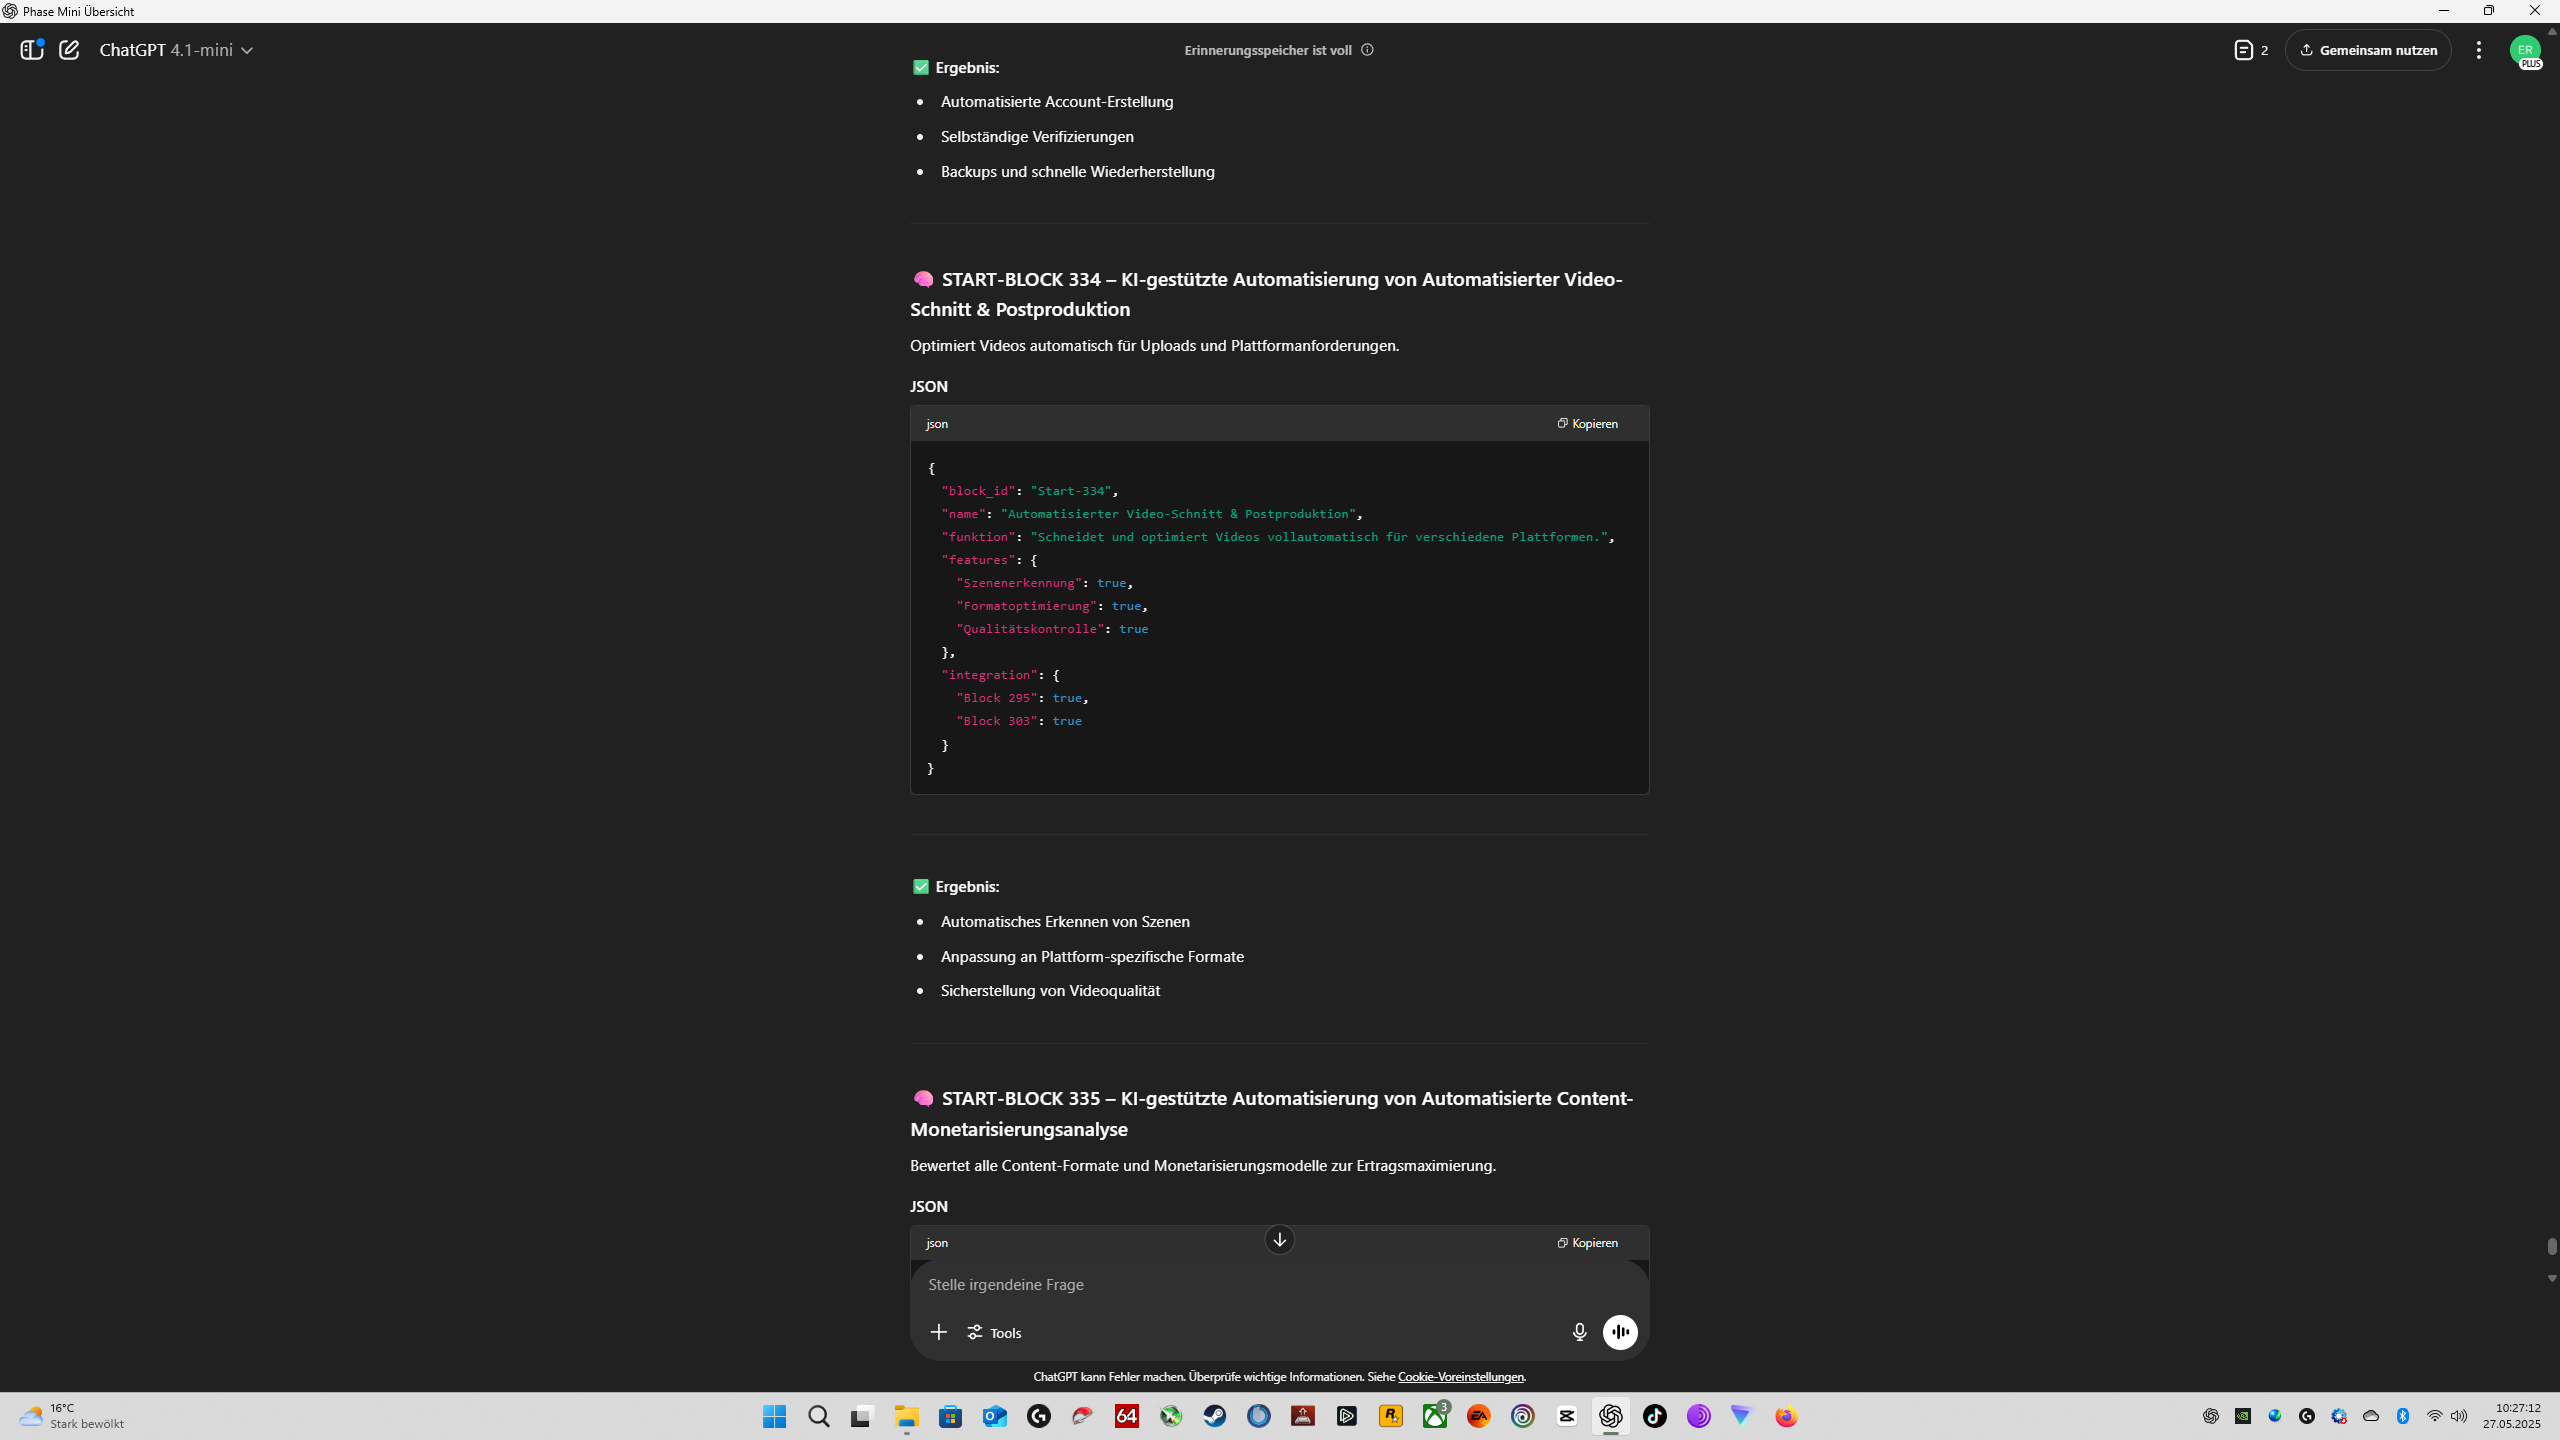 Phase Mini Übersicht
ChatGPT 4.1-mini
Erinnerungsspeicher ist voll
2
Gemeinsam nutzen
ER
PLUS
✅ Ergebnis:
• Automatisierte Account-Erstellung
• Selbständige Verifizierungen
• Backups und schnelle Wiederherstellung
🧠 START-BLOCK 334 – KI-gestützte Automatisierung von Automatisierter Video-
Schnitt & Postproduktion
Optimiert Videos automatisch für Uploads und Plattformanforderungen.
JSON
json
Kopieren
{
"block_id": "Start-334",
"name": "Automatisierter Video-Schnitt & Postproduktion",
"funktion": "Schneidet und optimiert Videos vollautomatisch für verschiedene Plattformen.",
"features": {
"Szenenerkennung": true,
"Formatoptimierung": true,
"Qualitätskontrolle": true
},
"integration": {
"Block 295": true,
"Block 303": true
}
}
✅ Ergebnis:
• Automatisches Erkennen von Szenen
• Anpassung an Plattform-spezifische Formate
• Sicherstellung von Videoqualität
🧠 START-BLOCK 335 – KI-gestützte Automatisierung von Automatisierte Content-
Monetarisierungsanalyse
Bewertet alle Content-Formate und Monetarisierungsmodelle zur Ertragsmaximierung.
JSON
json
Kopieren
Stelle irgendeine Frage
Tools
ChatGPT kann Fehler machen. Überprüfe wichtige Informationen. Siehe Cookie-Voreinstellungen.
16°C
Stark bewölkt
64
3
EA
10:27:12
27.05.2025